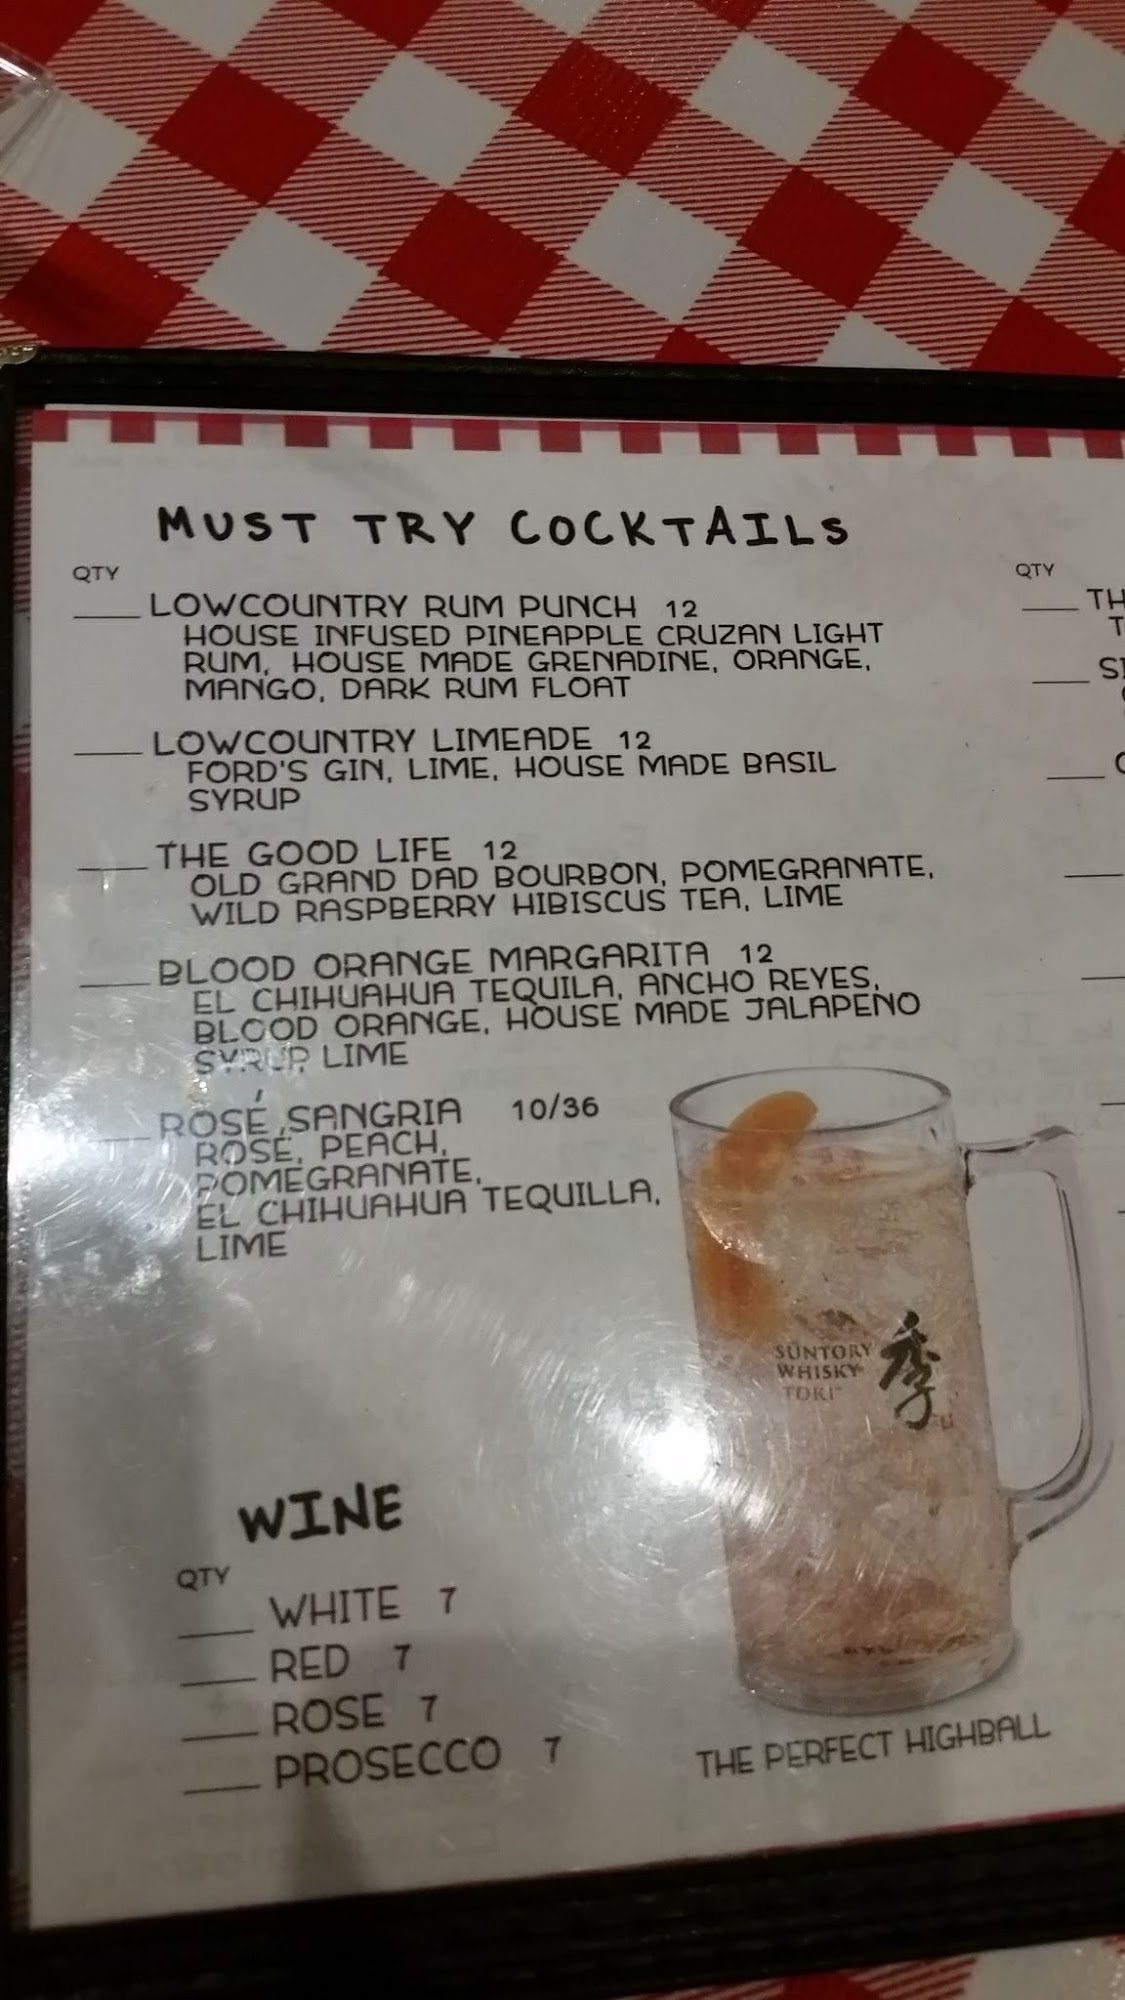 MUST TRY COCKTAILS
QTY
LOWCOUNTRY RUM PUNCH 12
HOUSE INFUSED PINEAPPLE CRUZAN LIGHT
RUM, HOUSE MADE GRENADINE, ORANGE,
MANGO, DARK RUM FLOAT
LOWCOUNTRY LIMEADE 12
FORD'S GIN, LIME, HOUSE MADE BASIL
SYRUP
THE GOOD LIFE 12
OLD GRAND DAD BOURBON, POMEGRANATE,
WILD RASPBERRY HIBISCUS TEA, LIME
BLOOD ORANGE MARGARITA 12
EL CHIHUAHUA TEQUILA, ANCHO REYES,
BLOOD ORANGE, HOUSE MADE JALAPENO
SYRUP, LIME
ROSÉ SANGRIA 10/36
ROSÉ, PEACH,
POMEGRANATE,
EL CHIHUAHUA TEQUILLA,
LIME
SUNTORY
WHISKY
TOKI
季
THE PERFECT HIGHBALL
WINE
QTY
WHITE 7
RED 7
ROSE 7
PROSECCO 7
QTY